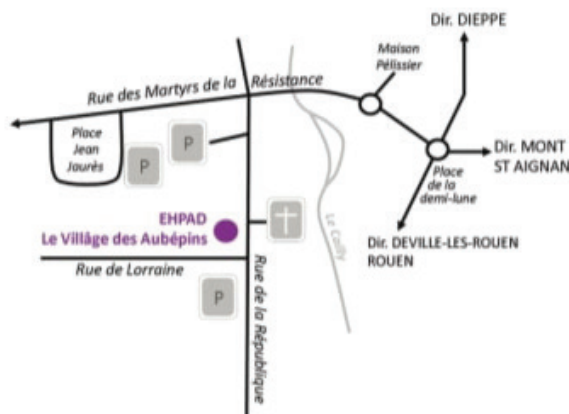 Dir. DIEPPE
Maison
Pélissier
Rue des Martyrs de la Résistance
Place
Jean
Jaurès
P
P
Dir. MONT
ST AIGNAN
Place
de la
demi-lune
EHPAD
Le Villâge des Aubépins
Le Cailly
Dir. DEVILLE-LES-ROUEN
ROUEN
Rue de Lorraine
P
Rue de la République